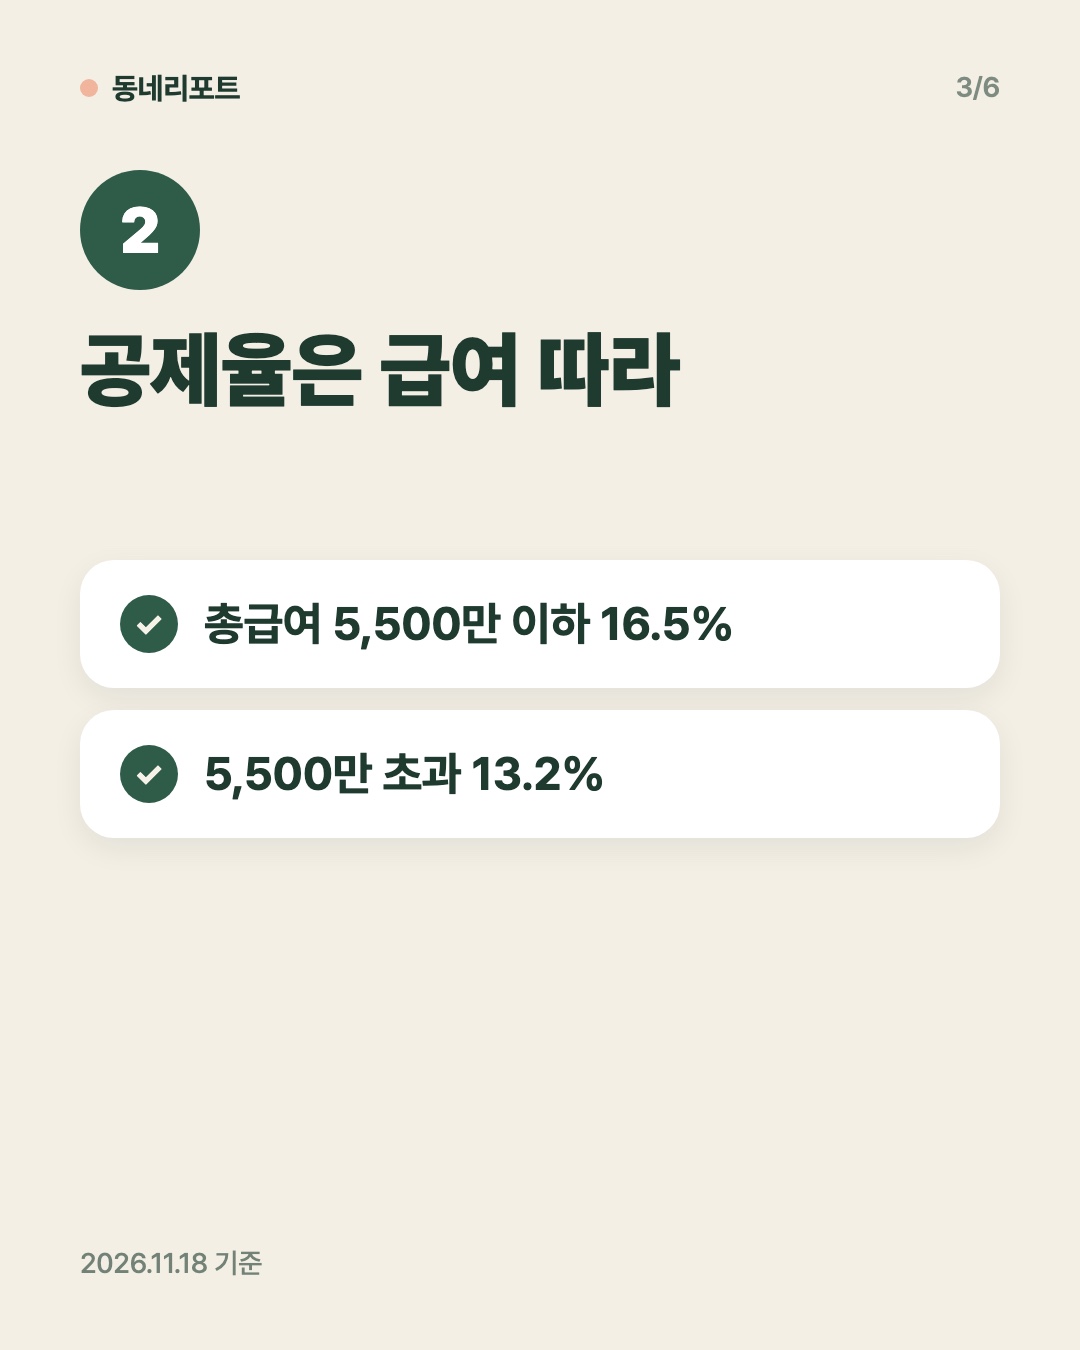 동네리포트
3/6
2
공제율은 급여 따라
총급여 5,500만 이하 16.5%
5,500만 초과 13.2%
2026.11.18 기준